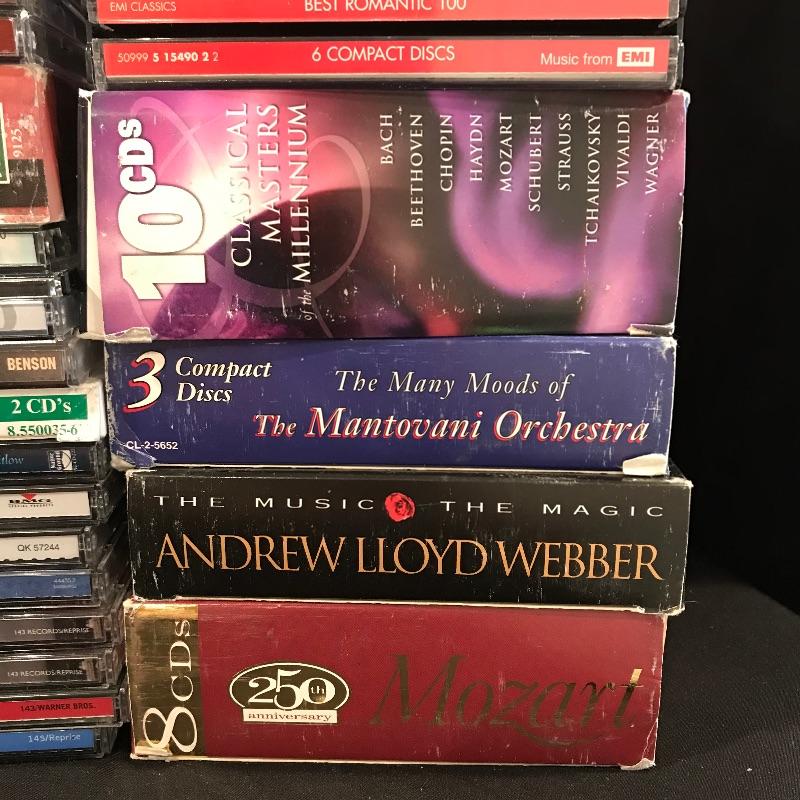 EMI CLASSICS
BEST ROMANTIC 100
50999 5 15490 2 2
6 COMPACT DISCS
Music from EMI
10 CDs
CLASSICAL
MASTERS
of the MILLENNIUM
BACH
BEETHOVEN
CHOPIN
HAYDN
MOZART
SCHUBERT
STRAUSS
TCHAIKOVSKY
VIVALDI
WAGNER
3 Compact
Discs
The Many Moods of
The Mantovani Orchestra
CL-2-5652
THE MUSIC THE MAGIC
ANDREW LLOYD WEBBER
8 CDs
250th
anniversary
Mozart
9125
BENSON
2 CD's
8.550035-6
BMG
QK 57244
143 RECORDS/REPRISE
143 RECORDS/REPRISE
143/WARNER BROS.
143/Reprise